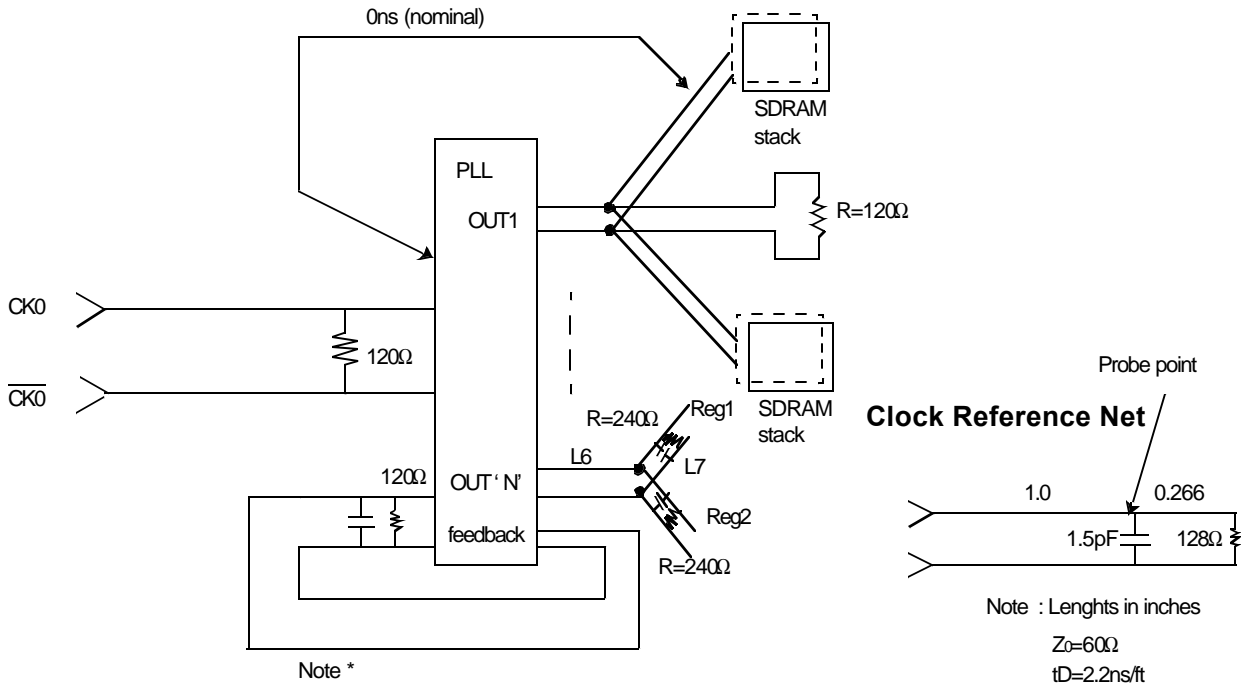 0ns (nominal)
SDRAM
stack
PLL
OUT1
R=120Ω
CK0
120Ω
CK0
SDRAM
stack
Probe point
Clock Reference Net
Reg1
R=240Ω
L6
L7
120Ω
OUT ‘ N’
Reg2
feedback
R=240Ω
1.0
0.266
1.5pF
128Ω
Note : Lenghts in inches
Z0=60Ω
tD=2.2ns/ft
Note *